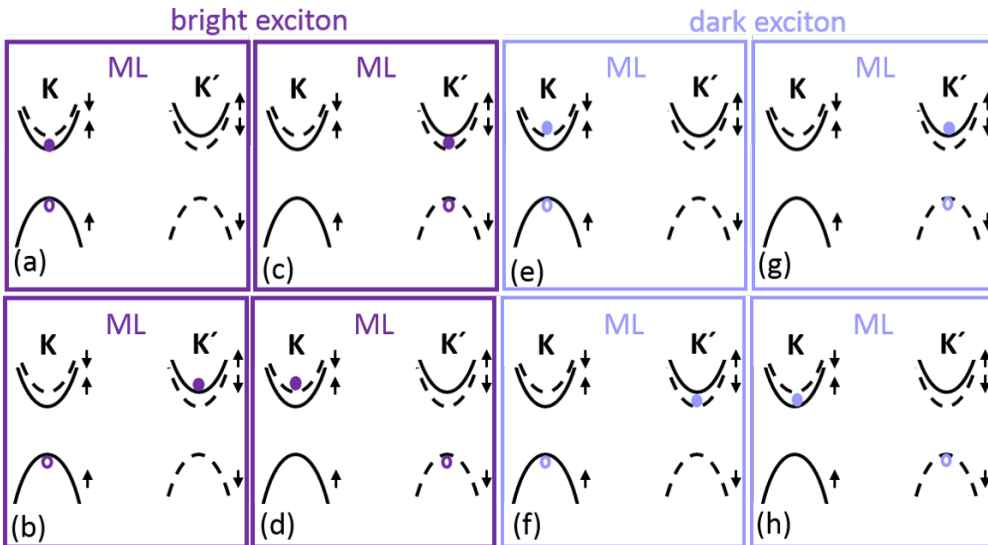 bright exciton
dark exciton
ML
K
K´
(a)
ML
K
K´
(c)
ML
K
K´
(e)
ML
K
K´
(g)
ML
K
K´
(b)
ML
K
K´
(d)
ML
K
K´
(f)
ML
K
K´
(h)